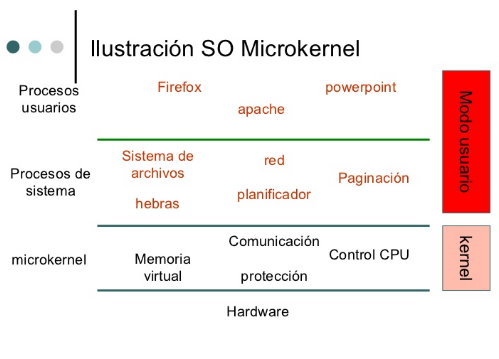 Ilustración SO Microkernel
Procesos
usuarios
Firefox
powerpoint
apache
Modo usuario
Procesos de
sistema
Sistema de
archivos
red
Paginación
planificador
hebras
microkernel
Comunicación
Memoria
virtual
Control CPU
protección
kernel
Hardware